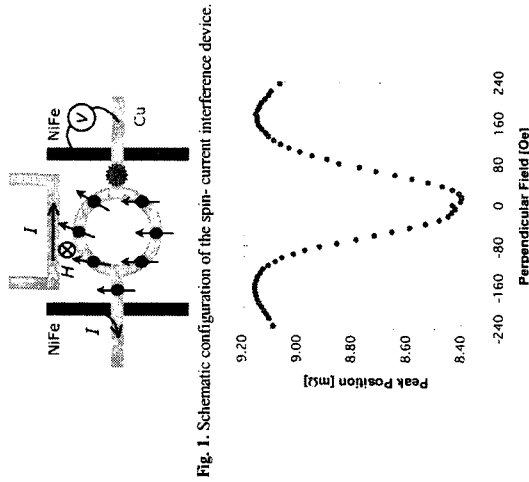 I
NiFe
NiFe
H
I
V
Cu
Fig. 1. Schematic configuration of the spin- current interference device.
9.20
9.00
8.80
8.60
8.40
Peak Position [mΩ]
-240 -160 -80 0 80 160 240
Perpendicular Field [Oe]